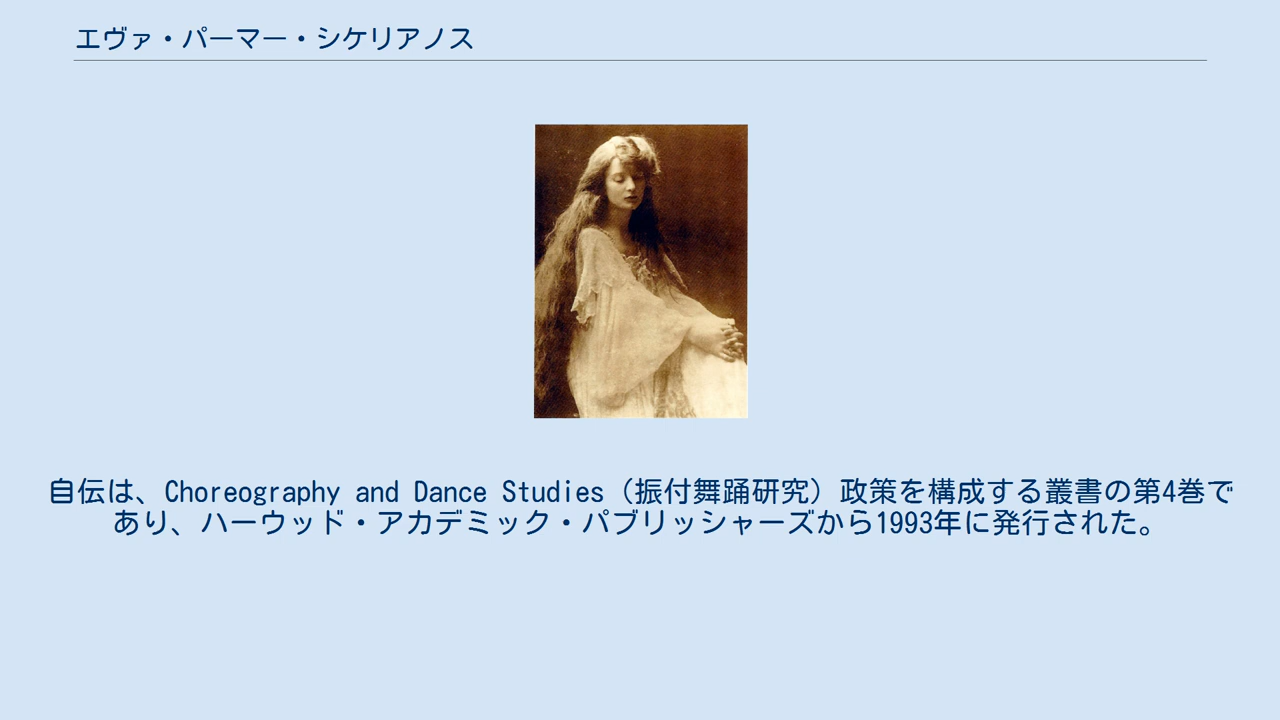 エヴァ・パーマー・シケリアノス
自伝は、Choreography and Dance Studies（振付舞踊研究）政策を構成する叢書の第4巻で
あり、ハーウッド・アカデミック・パブリッシャーズから1993年に発行された。